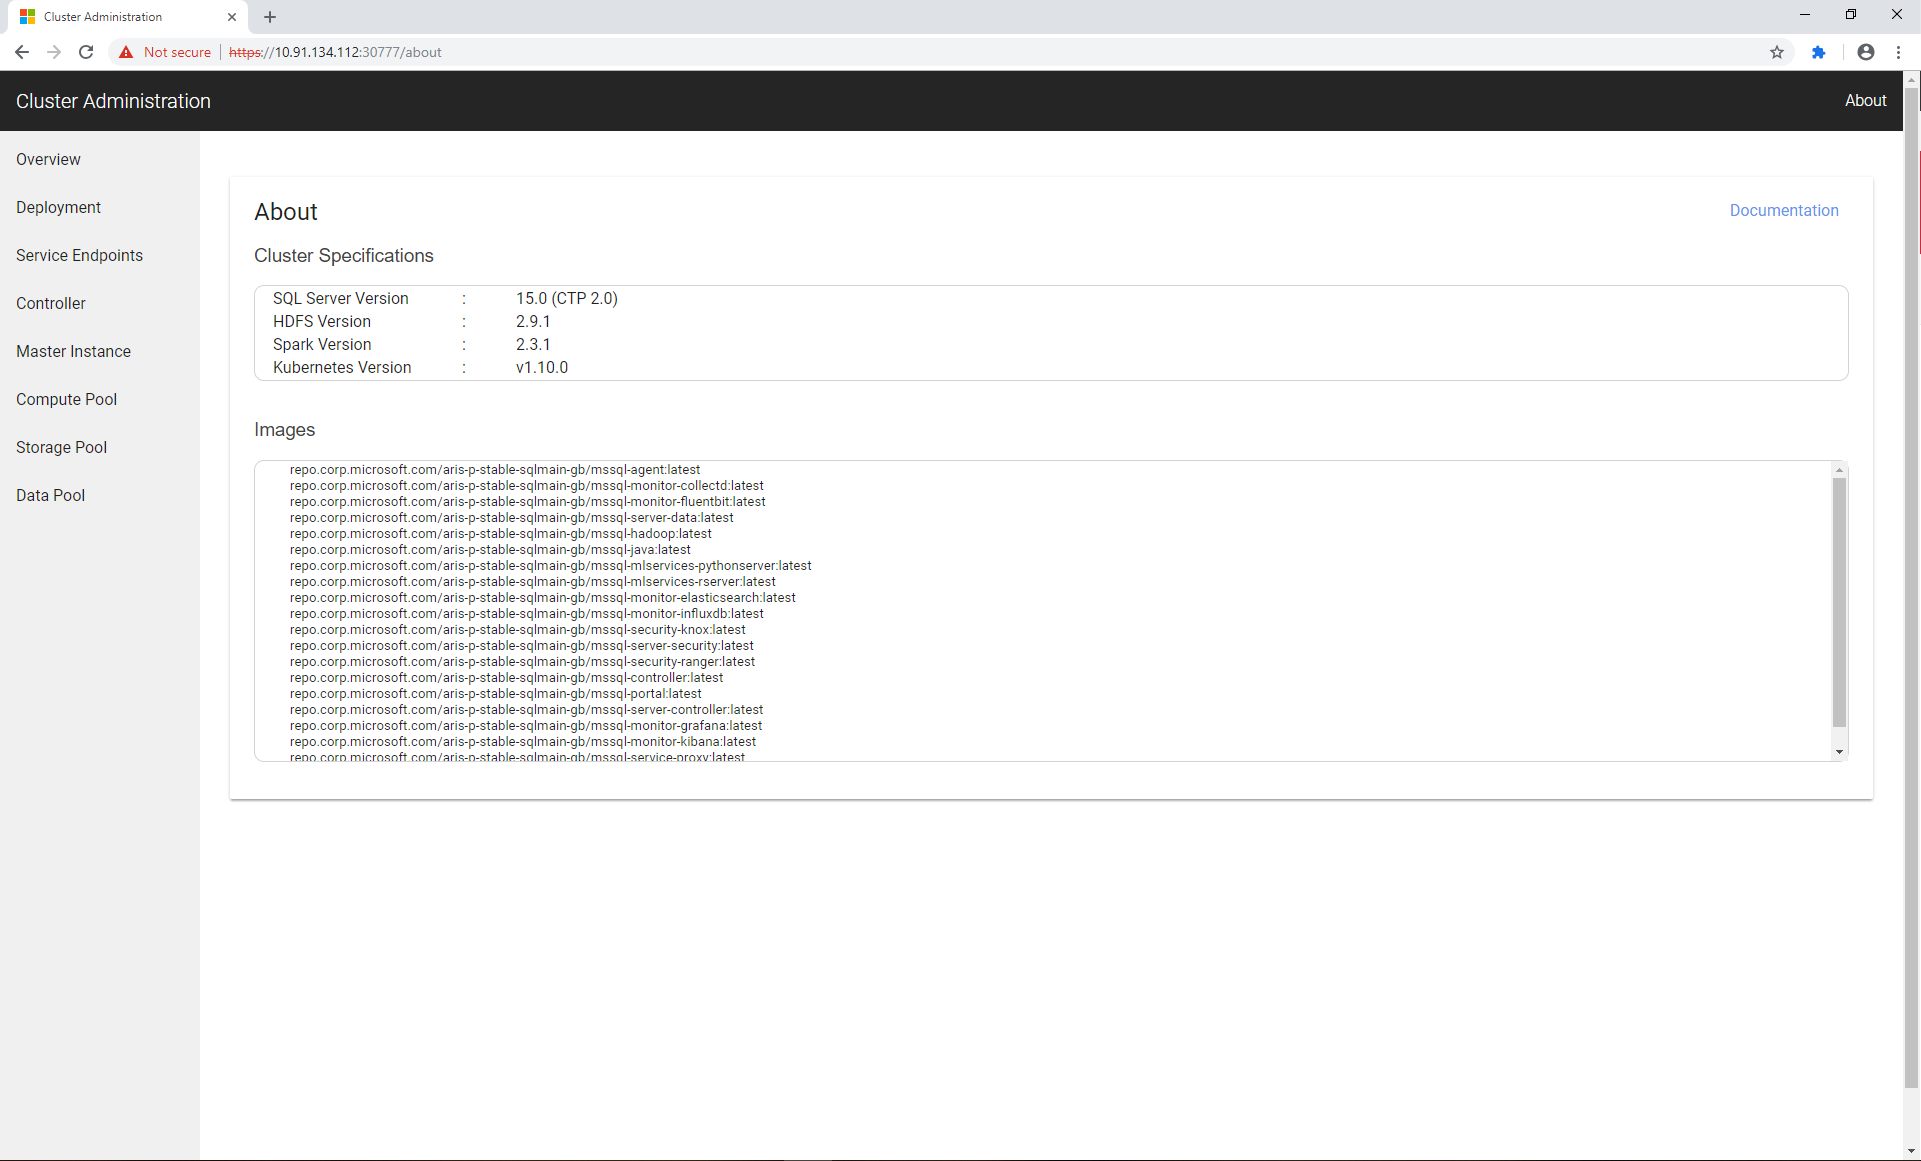 Cluster Administration
Not secure https://10.91.134.112:30777/about
Cluster Administration
About
Overview
Deployment
Service Endpoints
Controller
Master Instance
Compute Pool
Storage Pool
Data Pool
About
Documentation
Cluster Specifications
SQL Server Version : 15.0 (CTP 2.0)
HDFS Version : 2.9.1
Spark Version : 2.3.1
Kubernetes Version : v1.10.0
Images
repo.corp.microsoft.com/aris-p-stable-sqlmain-gb/mssql-agent:latest
repo.corp.microsoft.com/aris-p-stable-sqlmain-gb/mssql-monitor-collectd:latest
repo.corp.microsoft.com/aris-p-stable-sqlmain-gb/mssql-monitor-fluentbit:latest
repo.corp.microsoft.com/aris-p-stable-sqlmain-gb/mssql-server-data:latest
repo.corp.microsoft.com/aris-p-stable-sqlmain-gb/mssql-hadoop:latest
repo.corp.microsoft.com/aris-p-stable-sqlmain-gb/mssql-java:latest
repo.corp.microsoft.com/aris-p-stable-sqlmain-gb/mssql-mlservices-pythonserver:latest
repo.corp.microsoft.com/aris-p-stable-sqlmain-gb/mssql-mlservices-rserver:latest
repo.corp.microsoft.com/aris-p-stable-sqlmain-gb/mssql-monitor-elasticsearch:latest
repo.corp.microsoft.com/aris-p-stable-sqlmain-gb/mssql-monitor-influxdb:latest
repo.corp.microsoft.com/aris-p-stable-sqlmain-gb/mssql-security-knox:latest
repo.corp.microsoft.com/aris-p-stable-sqlmain-gb/mssql-server-security:latest
repo.corp.microsoft.com/aris-p-stable-sqlmain-gb/mssql-security-ranger:latest
repo.corp.microsoft.com/aris-p-stable-sqlmain-gb/mssql-controller:latest
repo.corp.microsoft.com/aris-p-stable-sqlmain-gb/mssql-portal:latest
repo.corp.microsoft.com/aris-p-stable-sqlmain-gb/mssql-server-controller:latest
repo.corp.microsoft.com/aris-p-stable-sqlmain-gb/mssql-monitor-grafana:latest
repo.corp.microsoft.com/aris-p-stable-sqlmain-gb/mssql-monitor-kibana:latest
repo.corp.microsoft.com/aris-p-stable-sqlmain-gb/mssql-service-proxy:latest